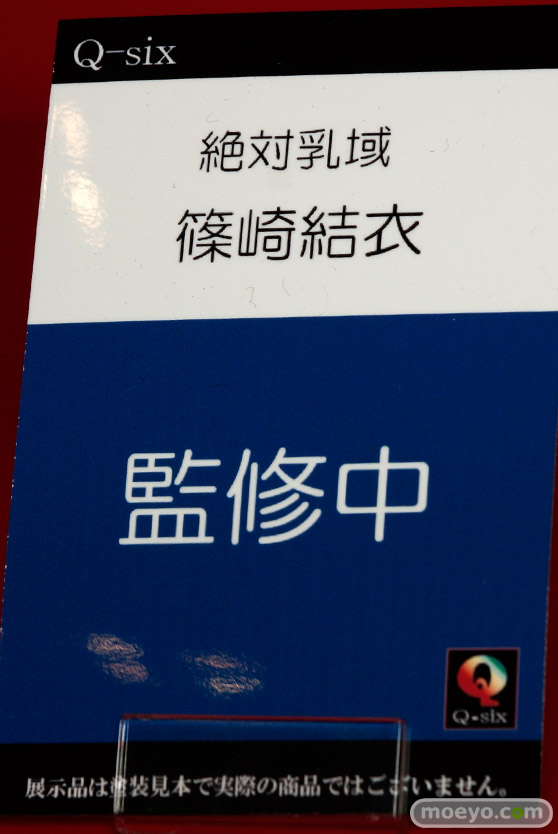 Q-six
絶対乳域
篠崎結衣
監修中
Q-six
展示品は塗装見本で実際の商品ではございません。
moeyo.com